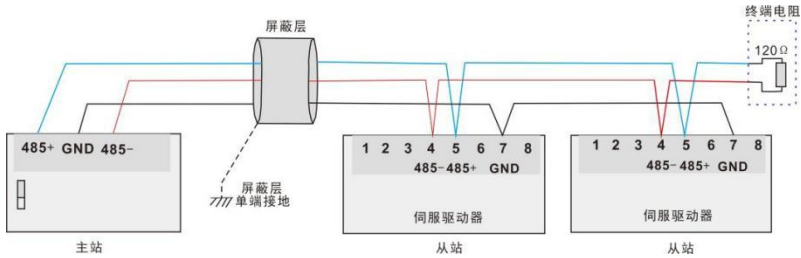 终端电阻
屏蔽层
120Ω
485+ GND 485-
1 2 3 4 5 6 7 8
485- 485+ GND
1 2 3 4 5 6 7 8
485- 485+ GND
屏蔽层
单端接地
伺服驱动器
伺服驱动器
主站
从站
从站